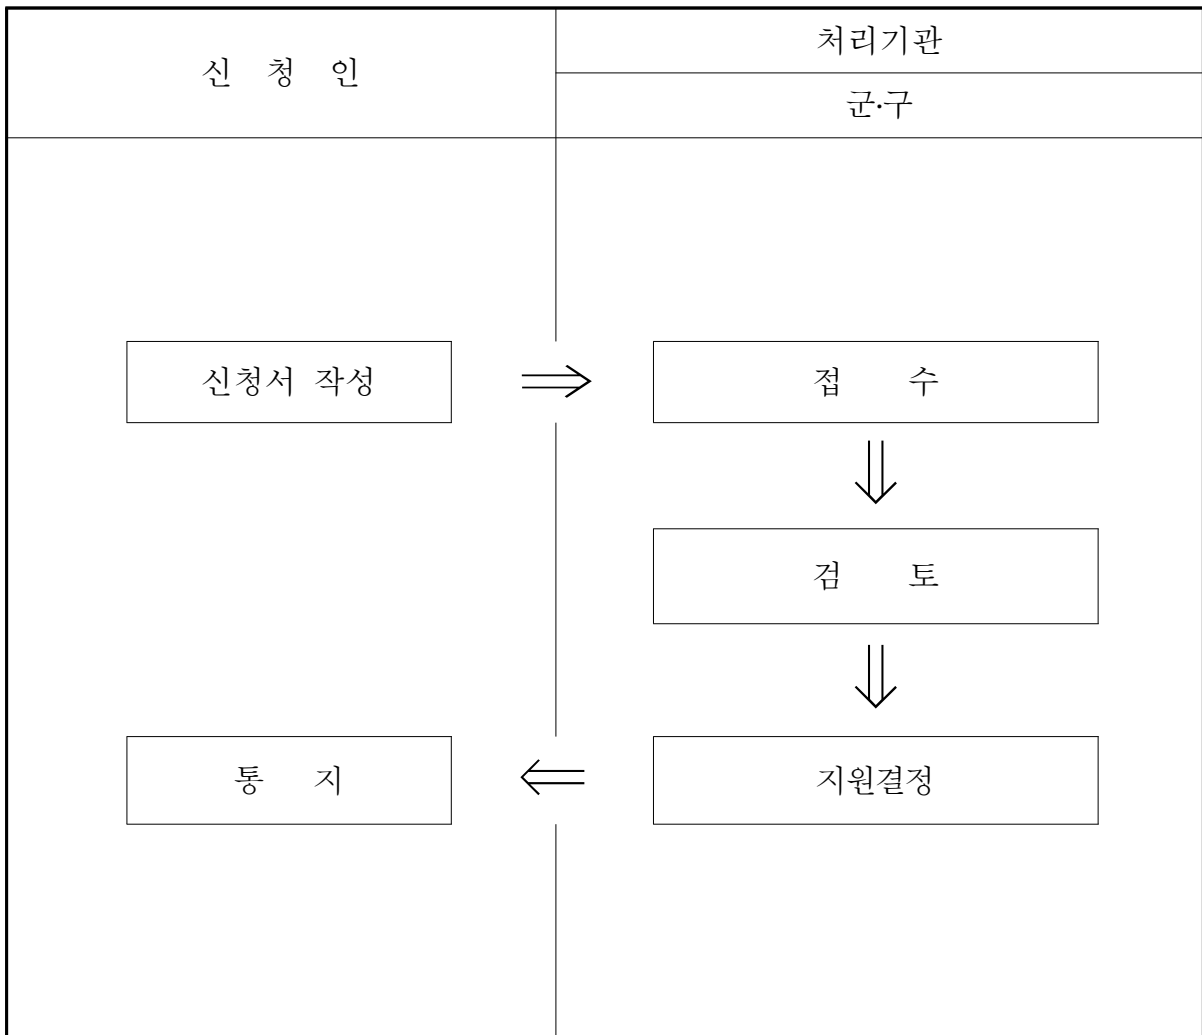 신 청 인
처리기관
군·구
신청서 작성
접 수
검 토
통 지
지원결정